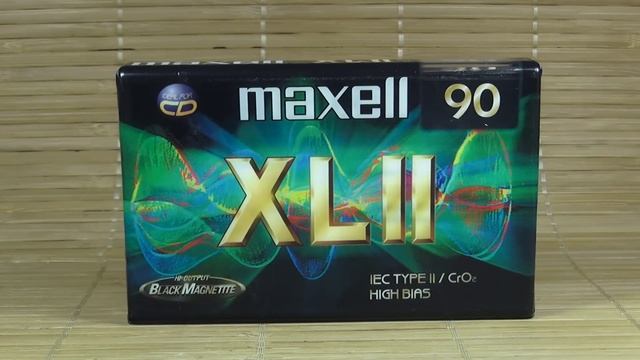 IDEAL FOR
CD
maxell
90
XLII
IEC TYPE II / CrO₂
HIGH BIAS
HI-OUTPUT
BLACK MAGNETITE